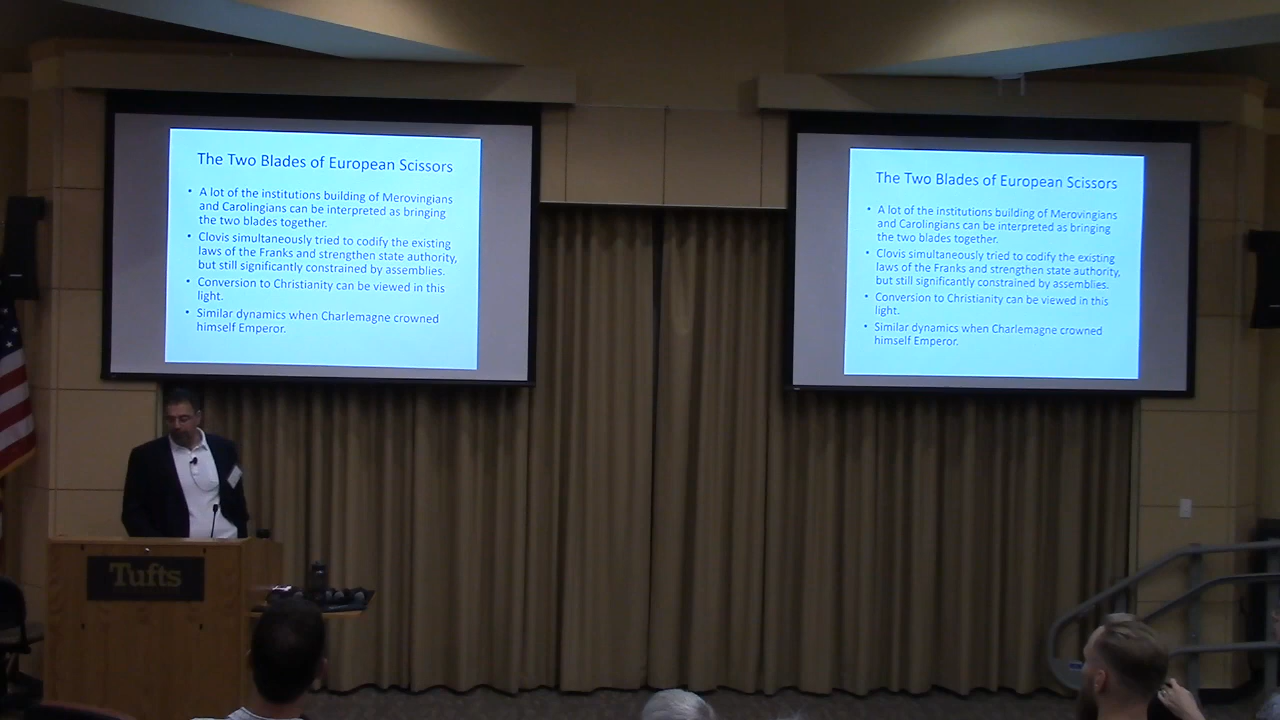 The Two Blades of European Scissors
• A lot of the institutions building of Merovingians
and Carolingians can be interpreted as bringing
the two blades together.
• Clovis simultaneously tried to codify the existing
laws of the Franks and strengthen state authority,
but still significantly constrained by assemblies.
• Conversion to Christianity can be viewed in this
light.
• Similar dynamics when Charlemagne crowned
himself Emperor.
The Two Blades of European Scissors
• A lot of the institutions building of Merovingians
and Carolingians can be interpreted as bringing
the two blades together.
• Clovis simultaneously tried to codify the existing
laws of the Franks and strengthen state authority,
but still significantly constrained by assemblies.
• Conversion to Christianity can be viewed in this
light.
• Similar dynamics when Charlemagne crowned
himself Emperor.
Tufts